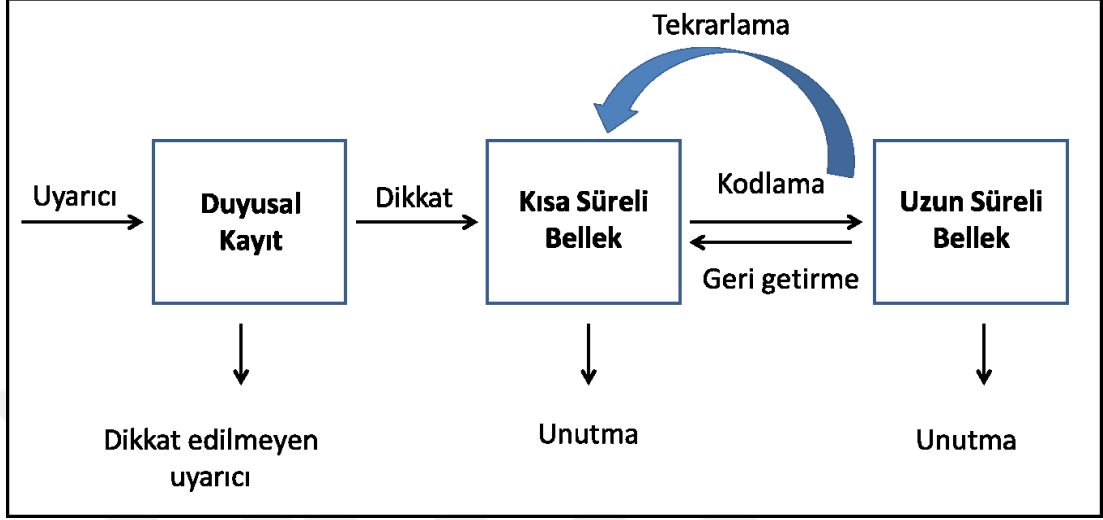 Tekrarlama
Uyarıcı
Duyusal
Kayıt
Dikkat
Kısa Süreli
Bellek
Kodlama
Geri getirme
Uzun Süreli
Bellek
Dikkat edilmeyen
uyarıcı
Unutma
Unutma